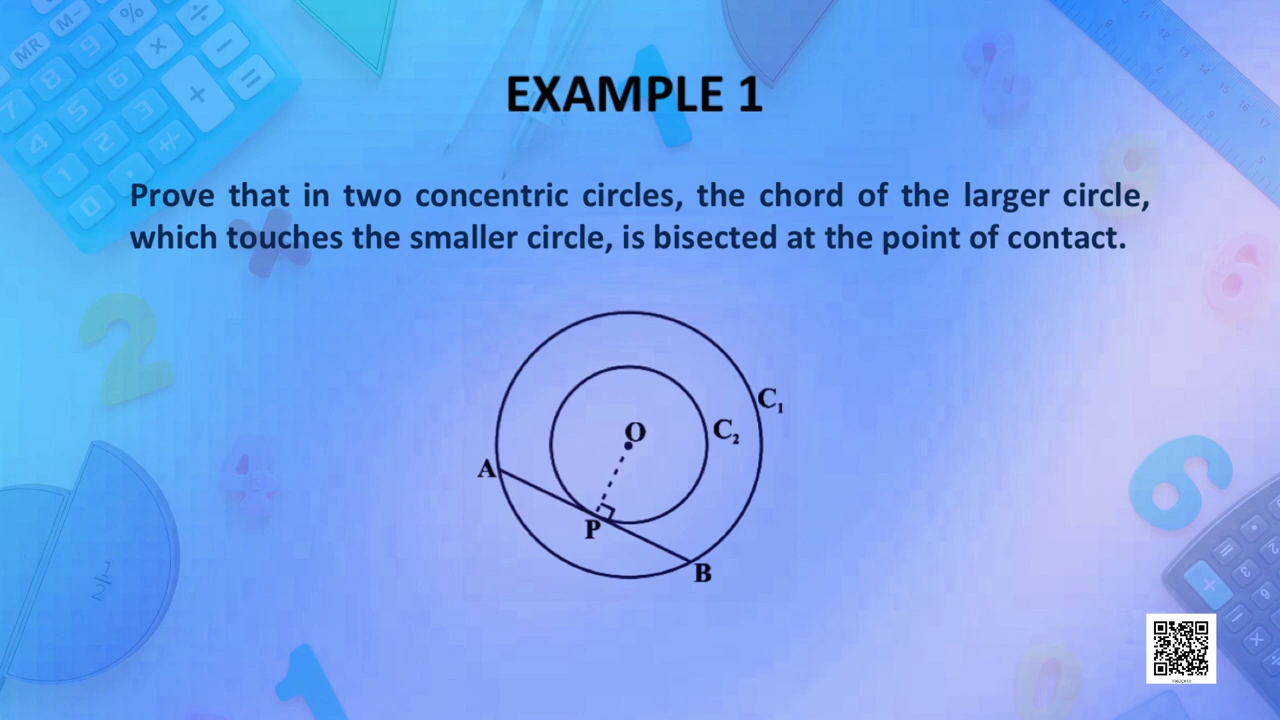 EXAMPLE 1
Prove that in two concentric circles, the chord of the larger circle,
which touches the smaller circle, is bisected at the point of contact.
C₁
O
C₂
A
P
B